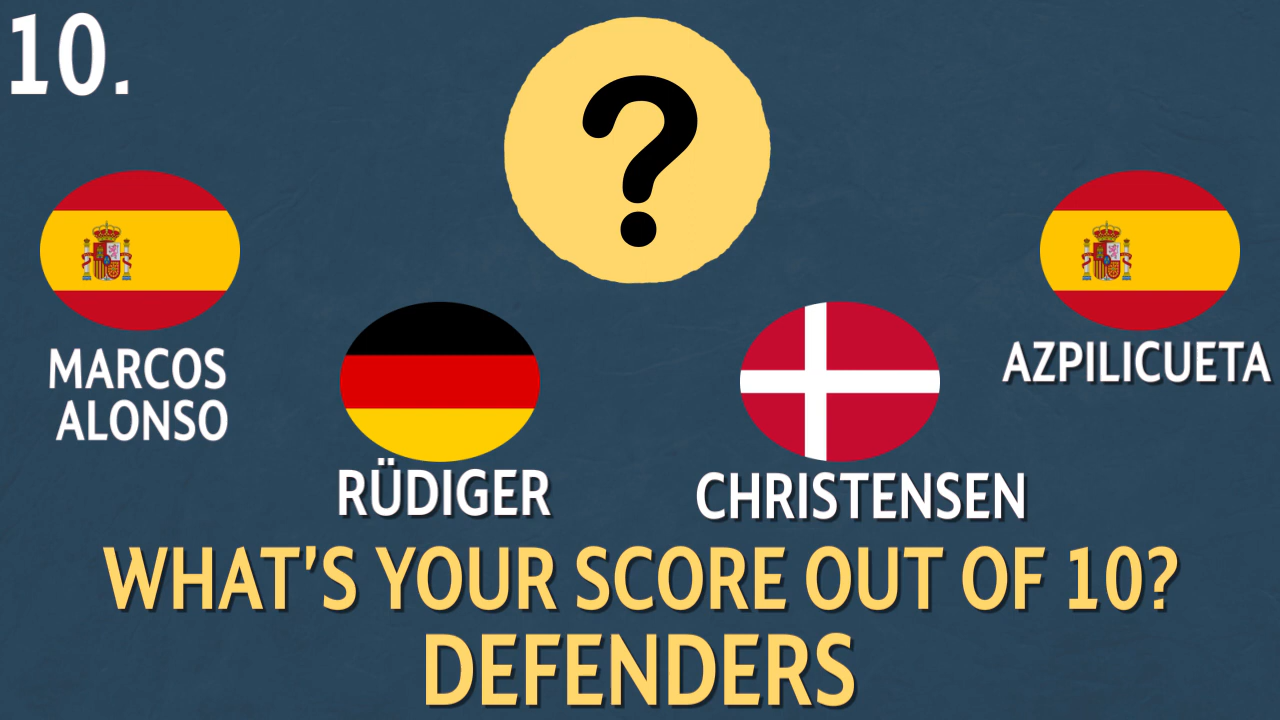 10.
?
MARCOS
ALONSO
RÜDIGER
CHRISTENSEN
AZPILICUETA
WHAT'S YOUR SCORE OUT OF 10?
DEFENDERS